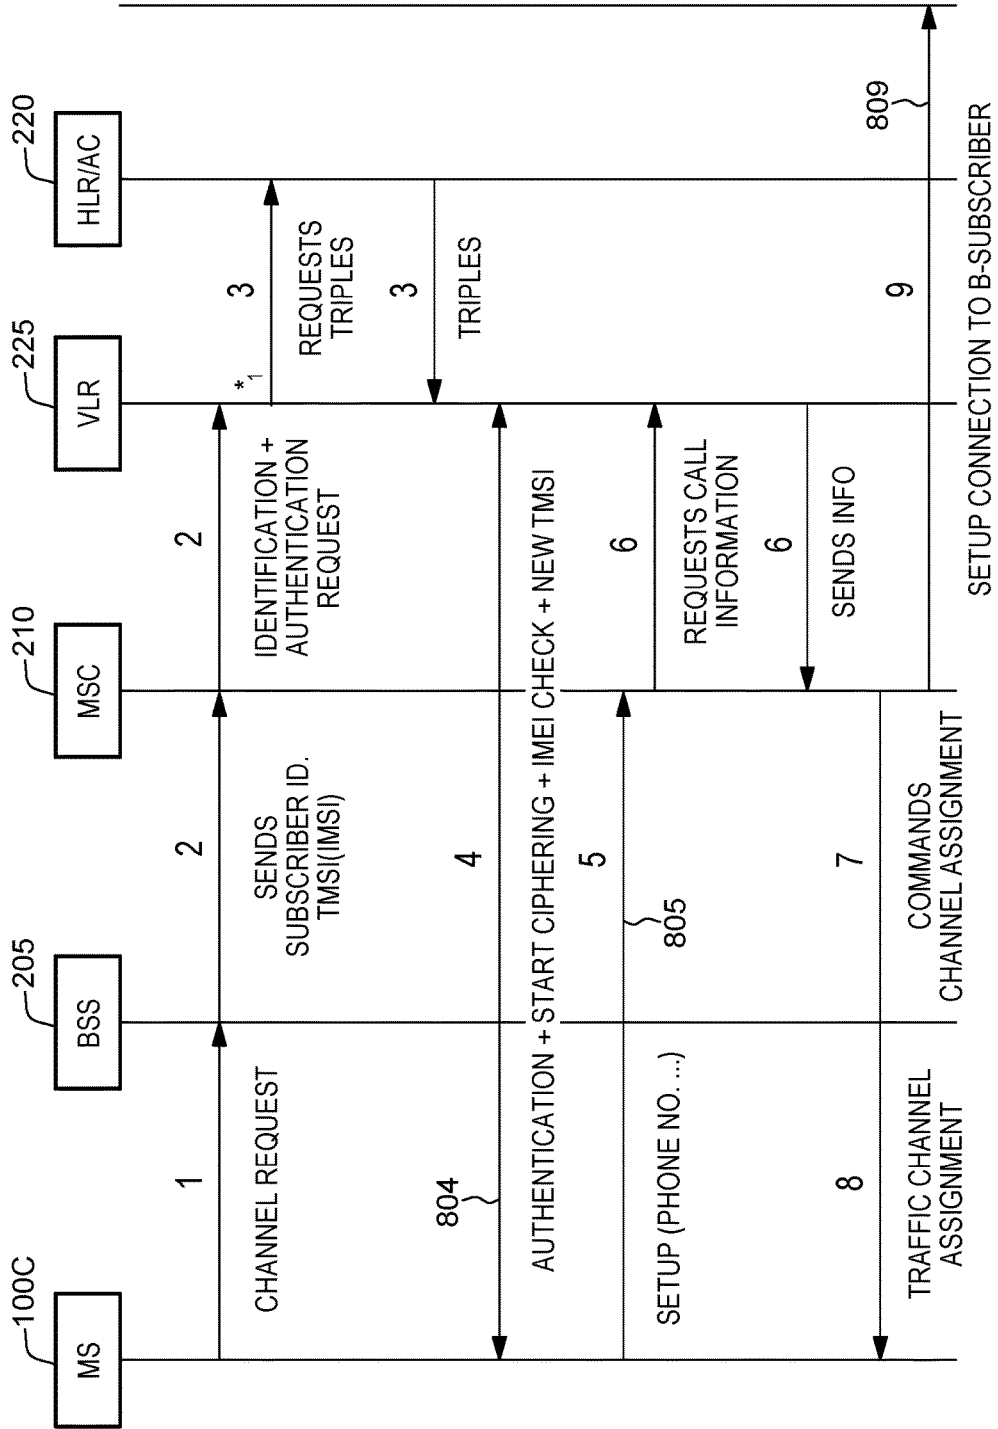 100C
205
210
225
220
MS
BSS
MSC
VLR
HLR/AC
1
2
2
3
*1
CHANNEL REQUEST
SENDS
SUBSCRIBER ID.
TMSI(IMSI)
IDENTIFICATION +
AUTHENTICATION
REQUEST
REQUESTS
TRIPLES
3
TRIPLES
804
4
AUTHENTICATION + START CIPHERING + IMEI CHECK + NEW TMSI
5
805
SETUP (PHONE NO. ...)
6
REQUESTS CALL
INFORMATION
6
SENDS INFO
8
7
TRAFFIC CHANNEL
ASSIGNMENT
COMMANDS
CHANNEL ASSIGNMENT
9
809
SETUP CONNECTION TO B-SUBSCRIBER